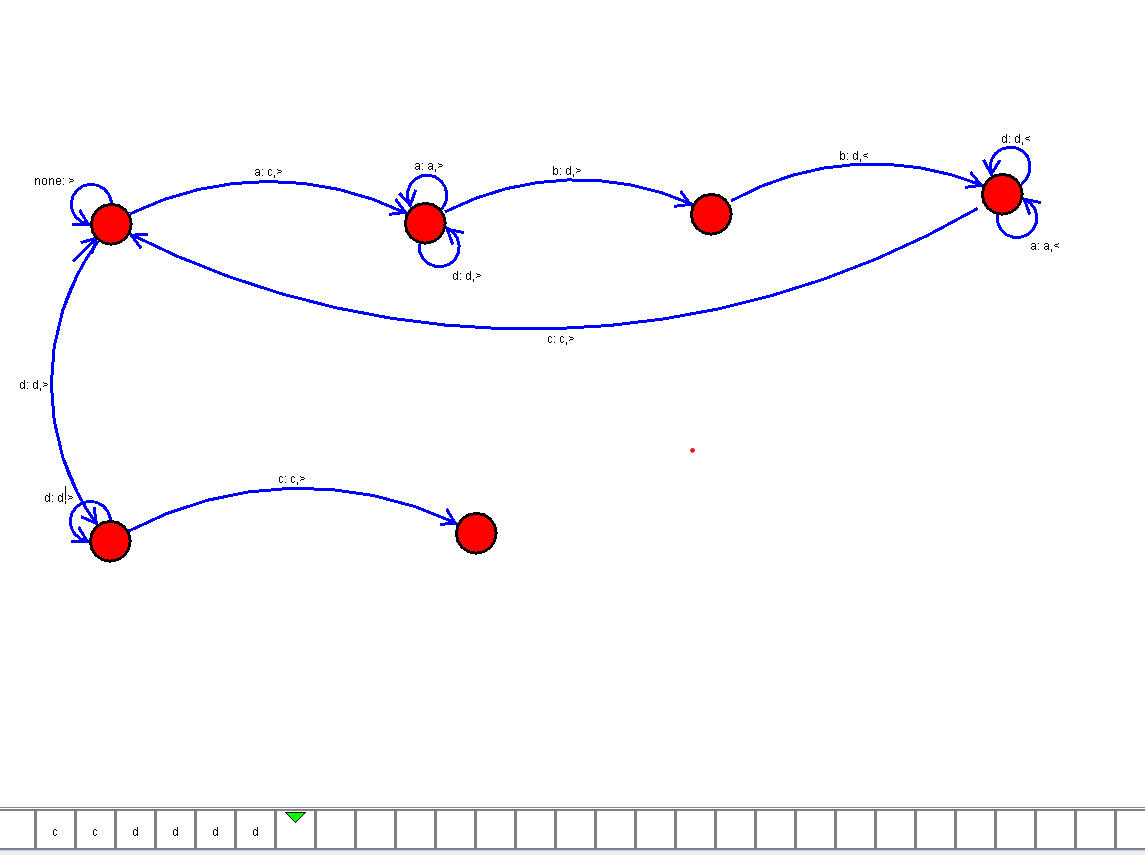 d: d,<
b: d,<
a: a,>
a: c,>
b: d,>
none: >
a: a,<
d: d,>
c: c,>
d: d,>
c: c,>
d: d,>
c c d d d d